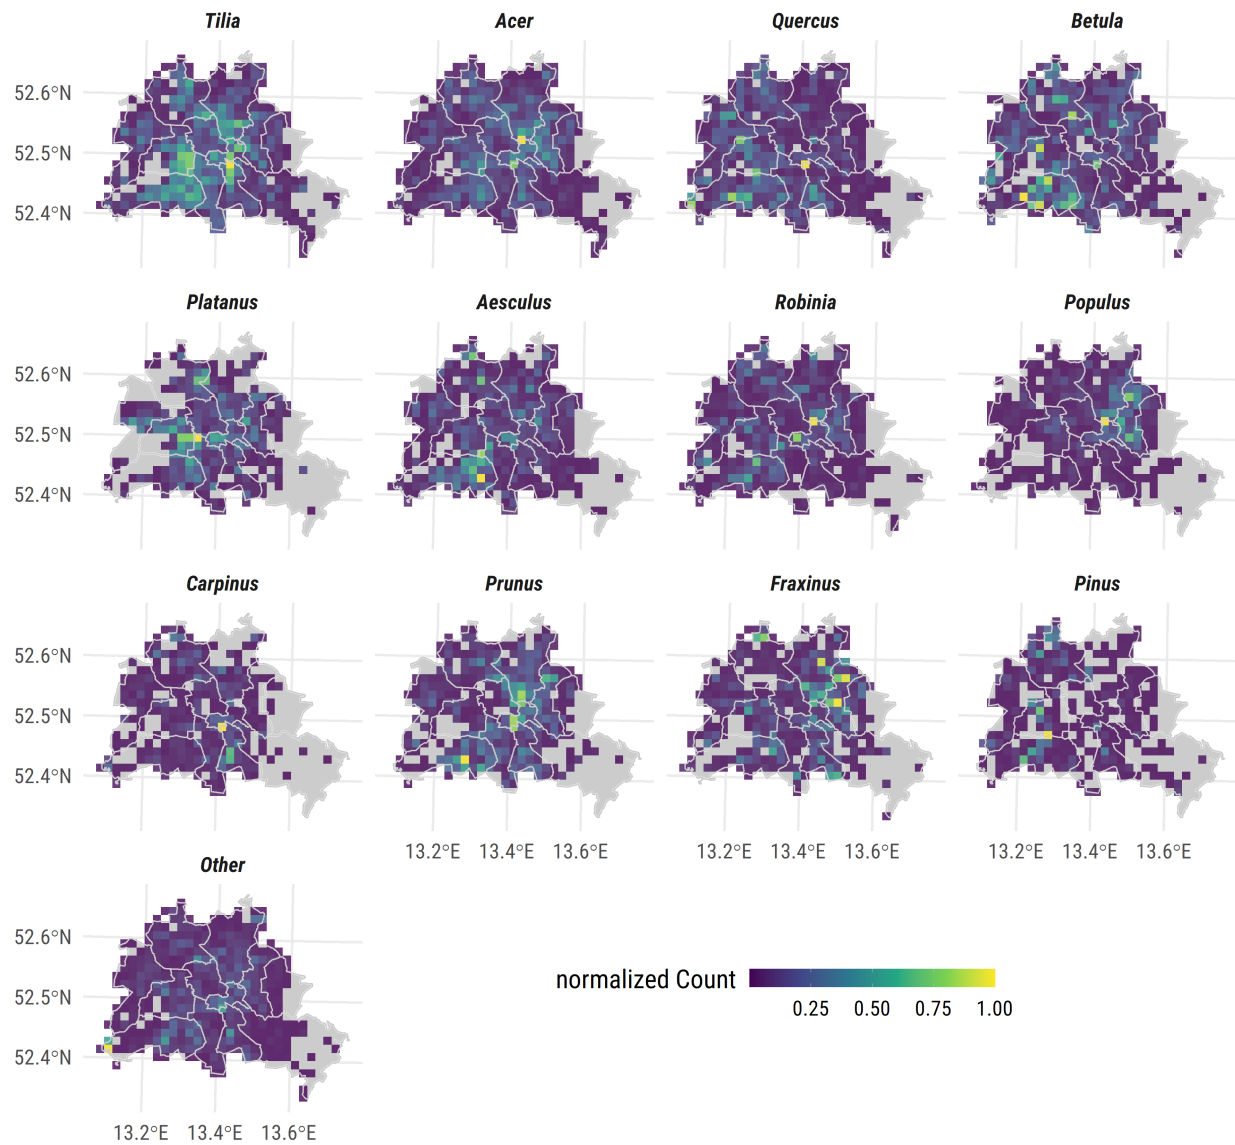 Tilia Acer Quercus Betula
52.6°N
52.5°N
52.4°N
Platanus Aesculus Robinia Populus
52.6°N
52.5°N
52.4°N
Carpinus Prunus Fraxinus Pinus
52.6°N
52.5°N
52.4°N
13.2°E 13.4°E 13.6°E 13.2°E 13.4°E 13.6°E 13.2°E 13.4°E 13.6°E
Other
52.6°N
52.5°N
52.4°N
13.2°E 13.4°E 13.6°E
normalized Count
0.25 0.50 0.75 1.00